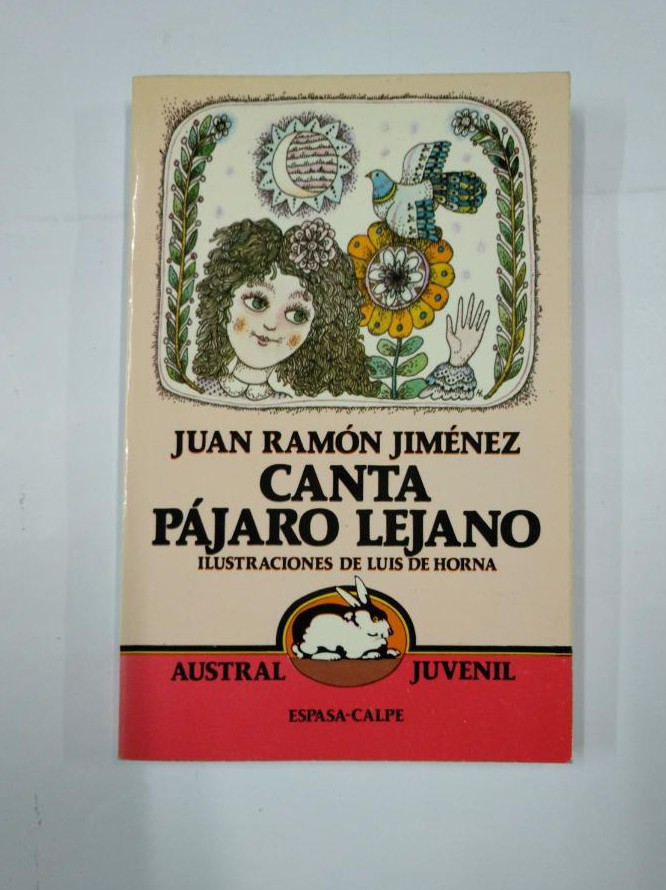 JUAN RAMÓN JIMÉNEZ
CANTA
PÁJARO LEJANO
ILUSTRACIONES DE LUIS DE HORNA
AUSTRAL JUVENIL
ESPASA-CALPE